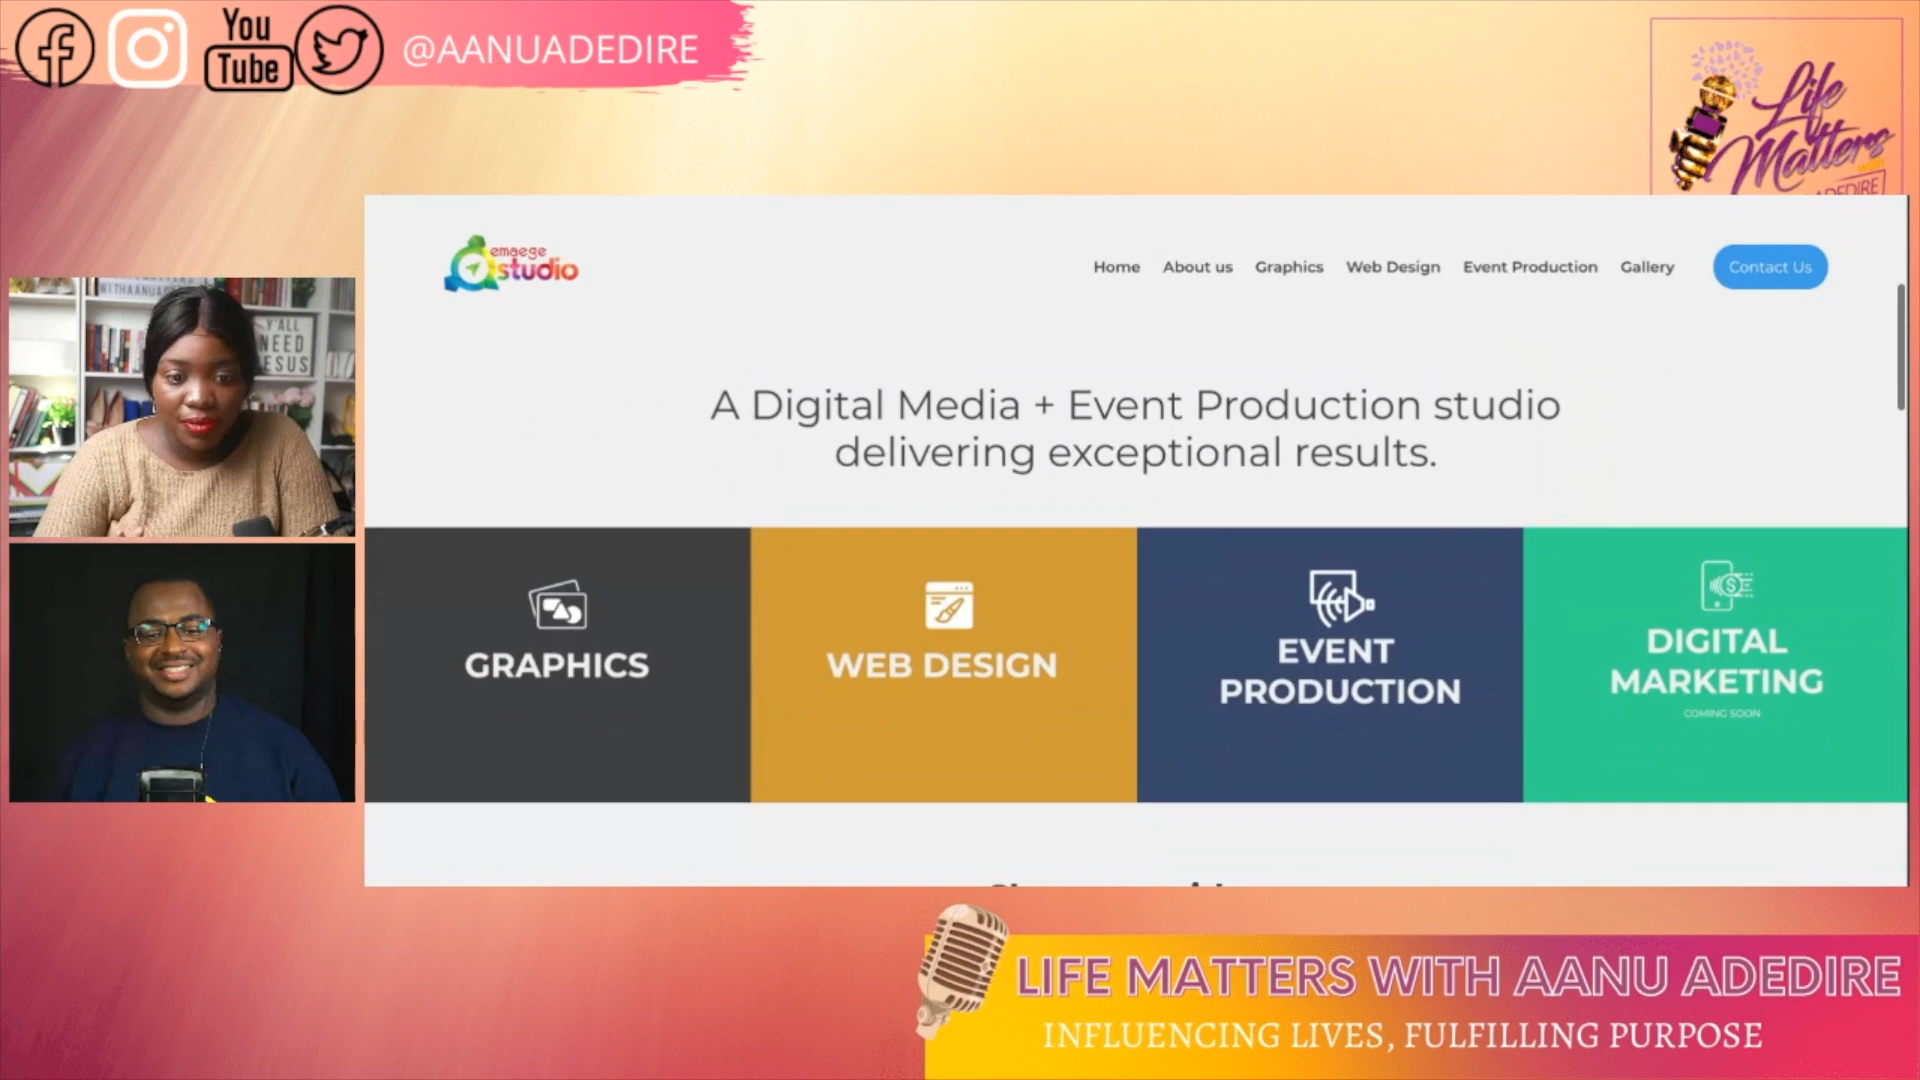 You
Tube
@AANUADEDIRE
Life
Matters
ADEDIRE
emaege
studio
Home About us Graphics Web Design Event Production Gallery Contact Us
A Digital Media + Event Production studio
delivering exceptional results.
Y'ALL
NEED
JESUS
GRAPHICS
WEB DESIGN
EVENT
PRODUCTION
DIGITAL
MARKETING
COMING SOON
LIFE MATTERS WITH AANU ADEDIRE
INFLUENCING LIVES, FULFILLING PURPOSE